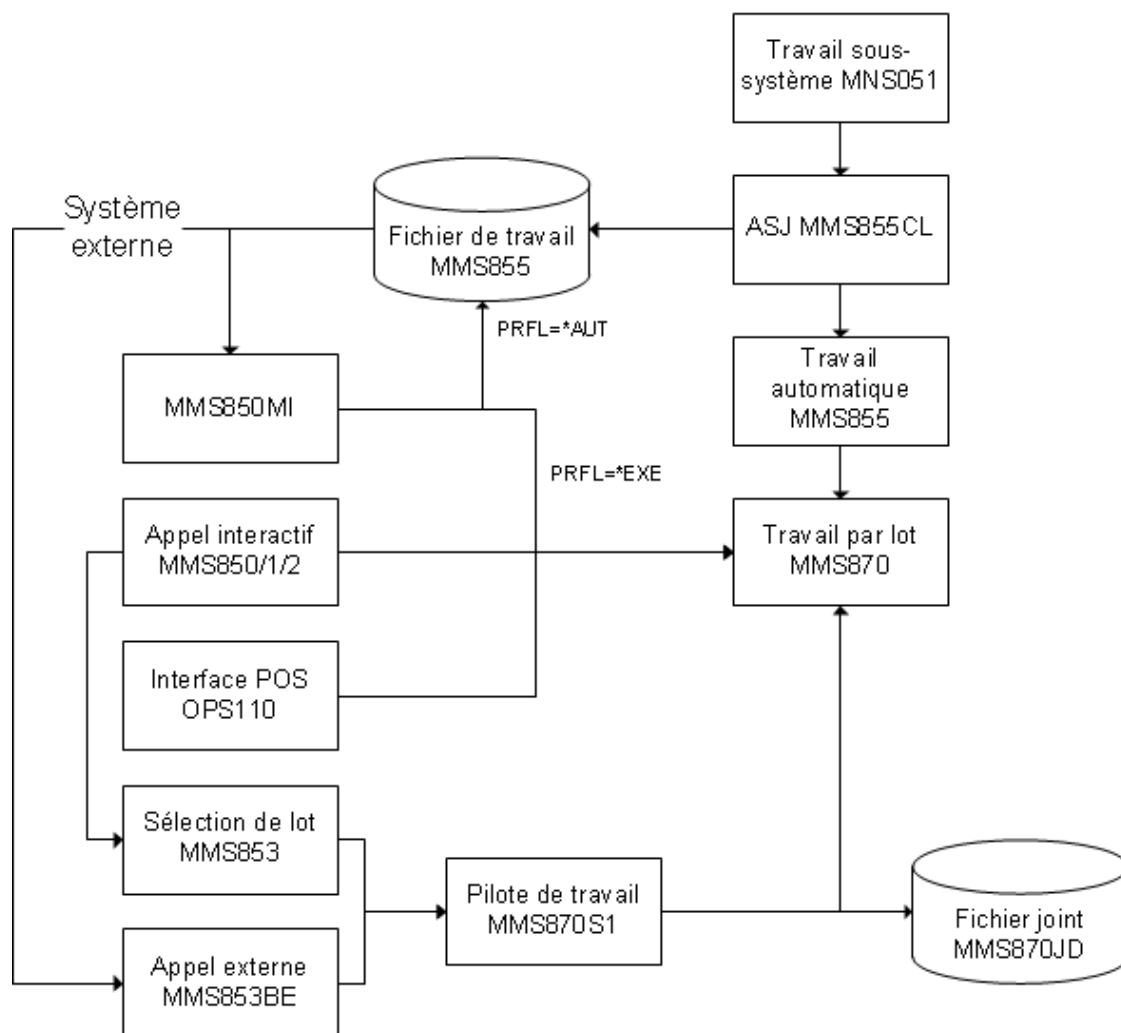 Travail sous-
système MNS051
Système
externe
Fichier de travail
MMS855
ASJ MMS855CL
PRFL=*AUT
MMS850MI
Travail
automatique
MMS855
PRFL=*EXE
Appel interactif
MMS850/1/2
Travail par lot
MMS870
Interface POS
OPS110
Sélection de lot
MMS853
Pilote de travail
MMS870S1
Fichier joint
MMS870JD
Appel externe
MMS853BE